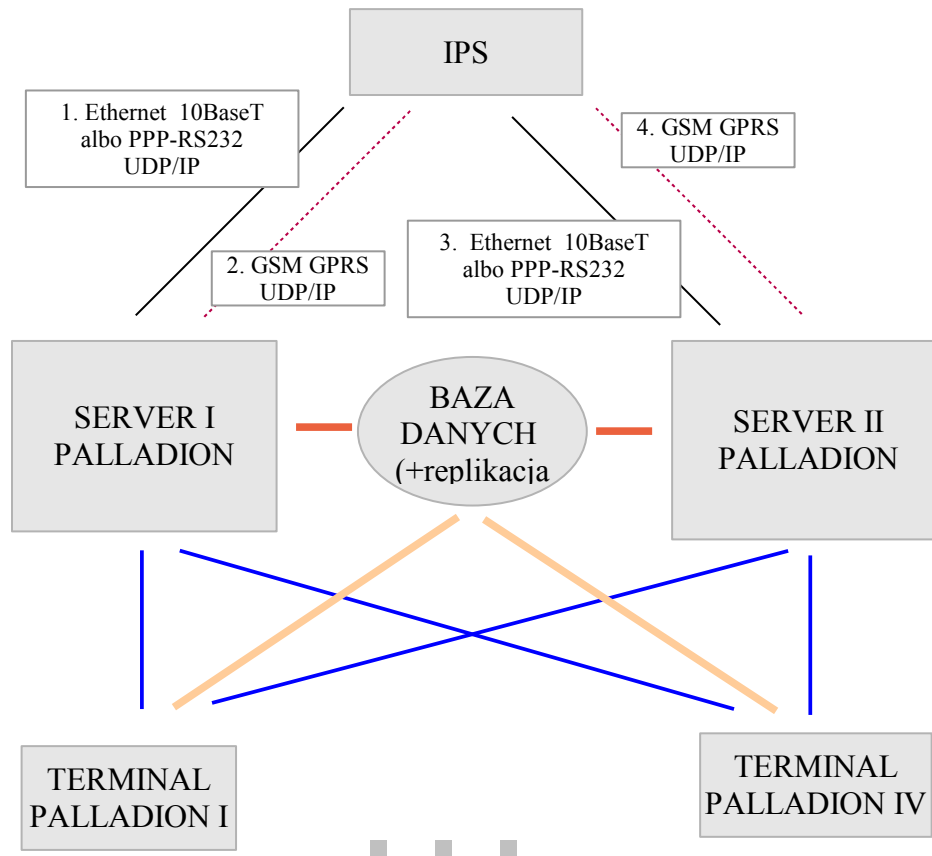 IPS
1. Ethernet 10BaseT
albo PPP-RS232
UDP/IP
4. GSM GPRS
UDP/IP
2. GSM GPRS
UDP/IP
3. Ethernet 10BaseT
albo PPP-RS232
UDP/IP
SERVER I
PALLADION
BAZA
DANYCH
(+replikacja
SERVER II
PALLADION
TERMINAL
PALLADION I
TERMINAL
PALLADION IV